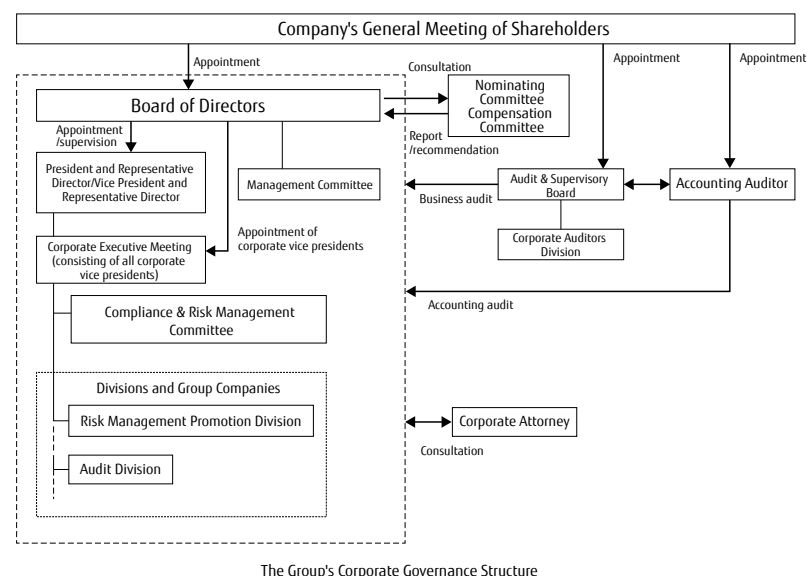 Company's General Meeting of Shareholders
Appointment
Appointment
Appointment
Consultation
Board of Directors
Nominating
Committee
Compensation
Committee
Appointment
/supervision
Report
/recommendation
President and Representative
Director/Vice President and
Representative Director
Management Committee
Business audit
Audit & Supervisory
Board
Accounting Auditor
Appointment of
corporate vice presidents
Corporate Executive Meeting
(consisting of all corporate
vice presidents)
Corporate Auditors
Division
Accounting audit
Compliance & Risk Management
Committee
Divisions and Group Companies
Risk Management Promotion Division
Corporate Attorney
Consultation
Audit Division
The Group's Corporate Governance Structure